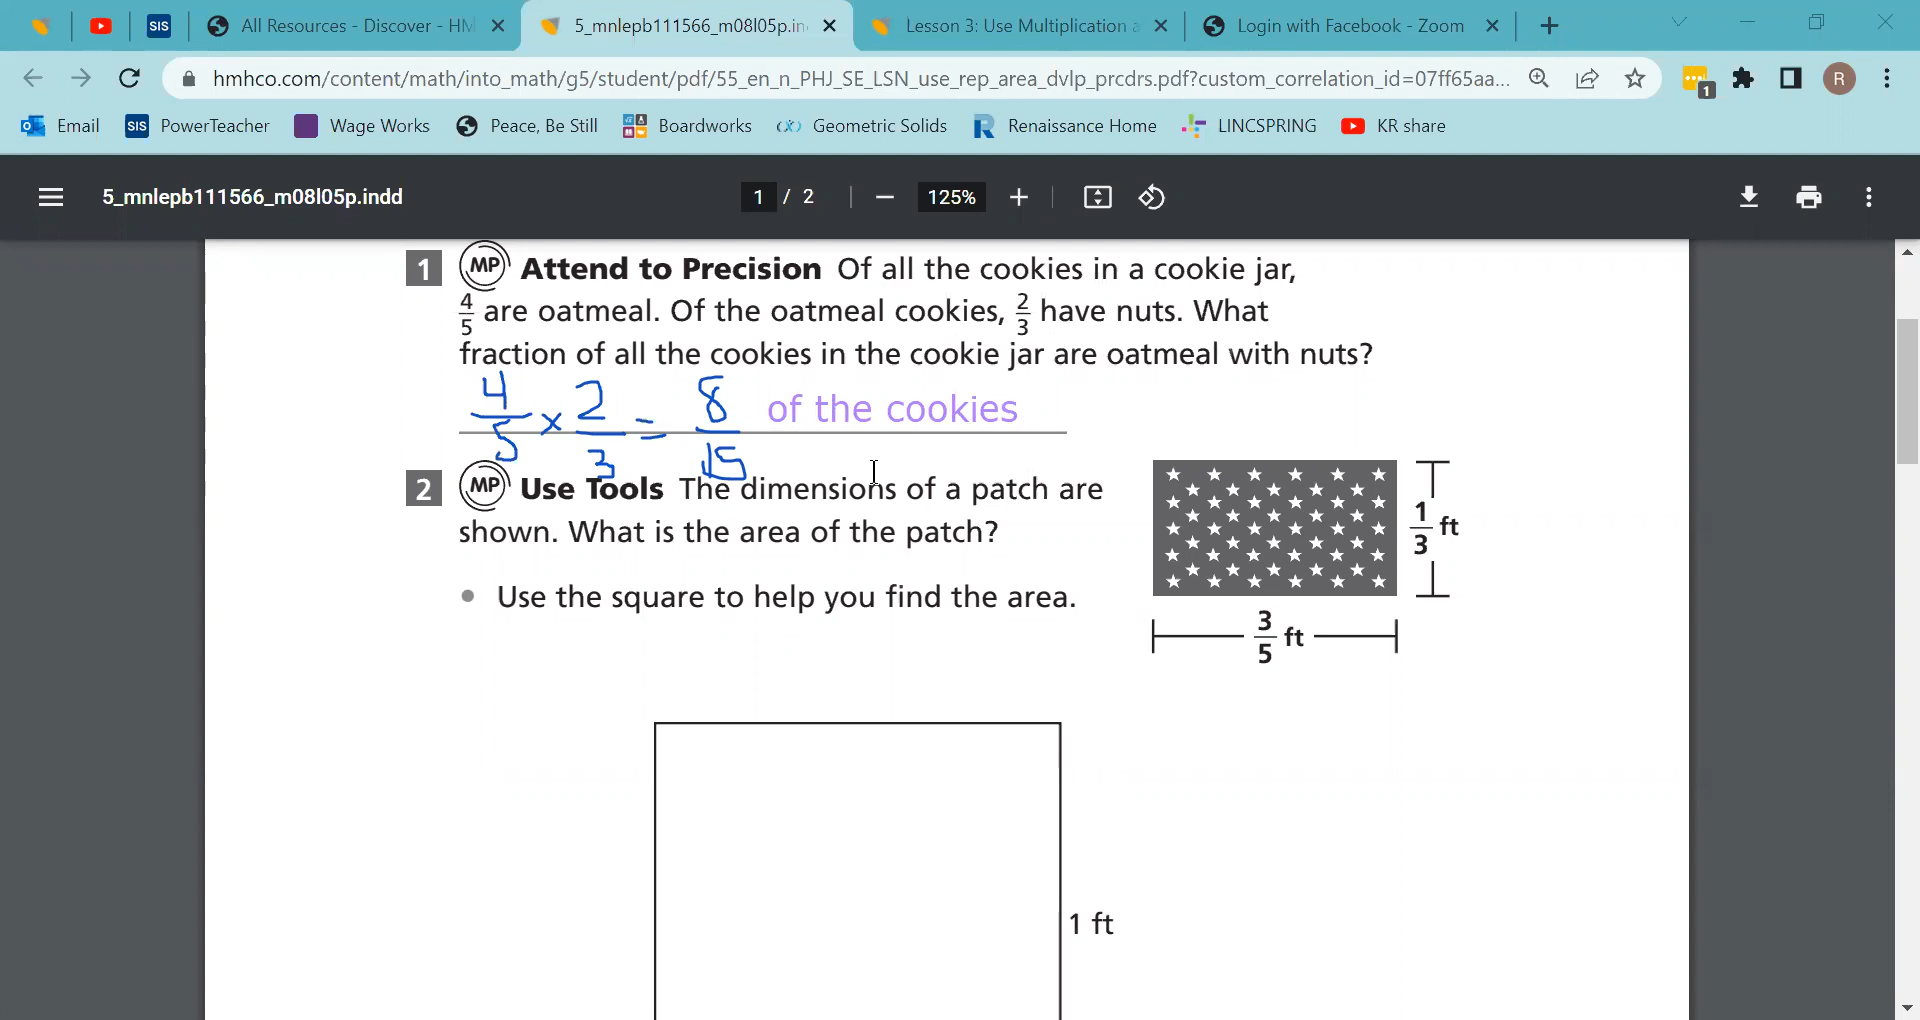 All Resources - Discover - HM
5_mnlepb111566_m08l05p.in
Lesson 3: Use Multiplication a
Login with Facebook - Zoom
hmhco.com/content/math/into_math/g5/student/pdf/55_en_n_PHJ_SE_LSN_use_rep_area_dvlp_prcdrs.pdf?custom_correlation_id=07ff65aa...
1
R
Email
SIS PowerTeacher
Wage Works
Peace, Be Still
Boardworks
Geometric Solids
Renaissance Home
LINCSPRING
KR share
5_mnlepb111566_m08l05p.indd
1 / 2
125%
1 MP Attend to Precision Of all the cookies in a cookie jar,
4/5 are oatmeal. Of the oatmeal cookies, 2/3 have nuts. What
fraction of all the cookies in the cookie jar are oatmeal with nuts?
4/5 × 2/3 = 8/15 of the cookies
2 MP Use Tools The dimensions of a patch are
shown. What is the area of the patch?
• Use the square to help you find the area.
1/3 ft
3/5 ft
1 ft